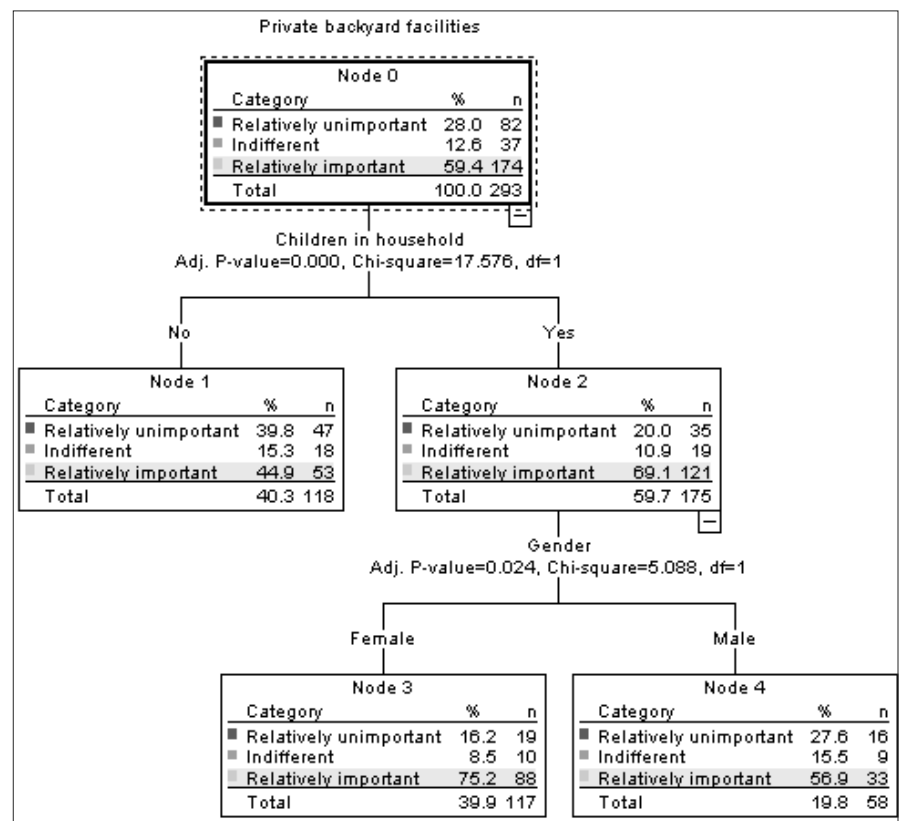 Private backyard facilities
Node 0
Category % n
Relatively unimportant 28.0 82
Indifferent 12.6 37
Relatively important 59.4 174
Total 100.0 293
Children in household
Adj. P-value=0.000, Chi-square=17.576, df=1
No Yes
Node 1
Category % n
Relatively unimportant 39.8 47
Indifferent 15.3 18
Relatively important 44.9 53
Total 40.3 118
Node 2
Category % n
Relatively unimportant 20.0 35
Indifferent 10.9 19
Relatively important 69.1 121
Total 59.7 175
Gender
Adj. P-value=0.024, Chi-square=5.088, df=1
Female Male
Node 3
Category % n
Relatively unimportant 16.2 19
Indifferent 8.5 10
Relatively important 75.2 88
Total 39.9 117
Node 4
Category % n
Relatively unimportant 27.6 16
Indifferent 15.5 9
Relatively important 56.9 33
Total 19.8 58